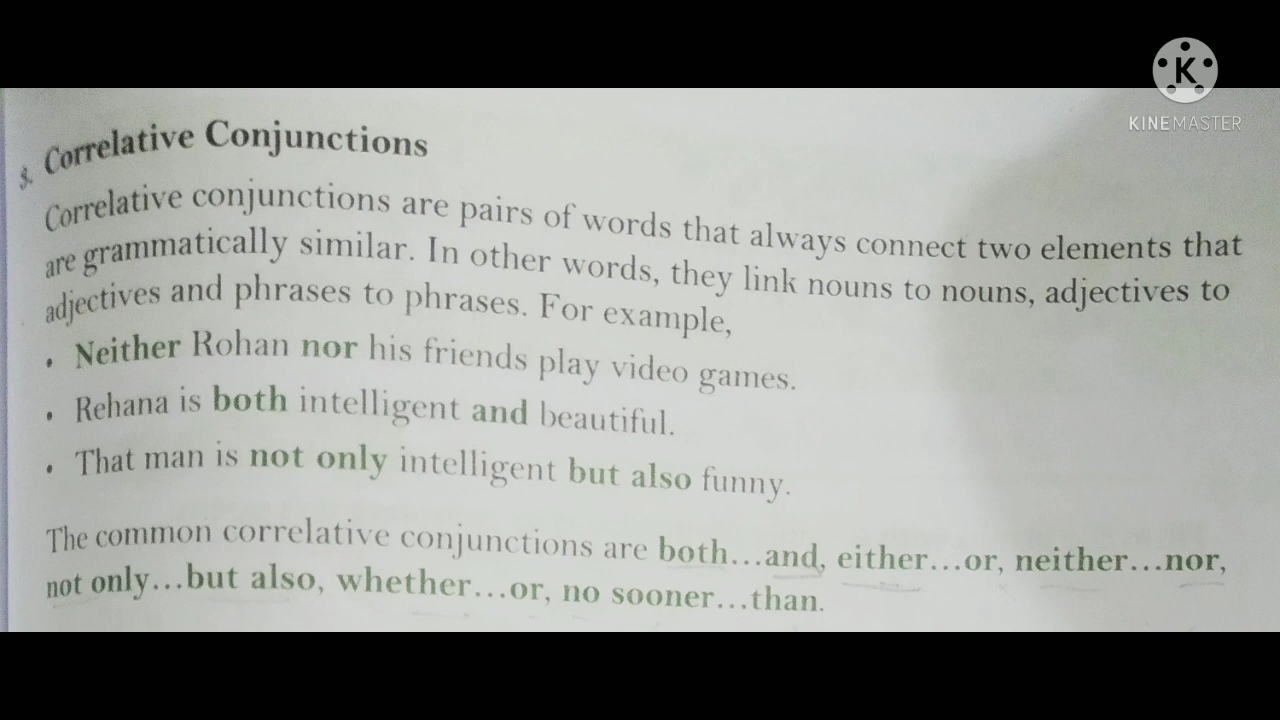 K
KINEMASTER
3. Correlative Conjunctions
Correlative conjunctions are pairs of words that always connect two elements that
are grammatically similar. In other words, they link nouns to nouns, adjectives to
adjectives and phrases to phrases. For example,
• Neither Rohan nor his friends play video games.
• Rehana is both intelligent and beautiful.
• That man is not only intelligent but also funny.
The common correlative conjunctions are both...and, either...or, neither...nor,
not only...but also, whether...or, no sooner...than.